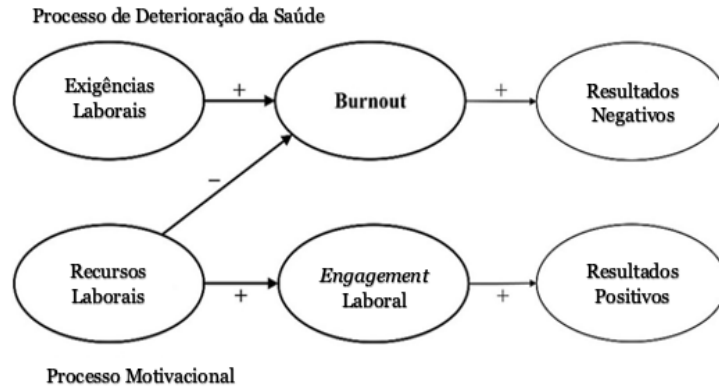 Processo de Deterioração da Saúde
Exigências
Laborais
+
Burnout
+
Resultados
Negativos
–
Recursos
Laborais
+
Engagement
Laboral
+
Resultados
Positivos
Processo Motivacional